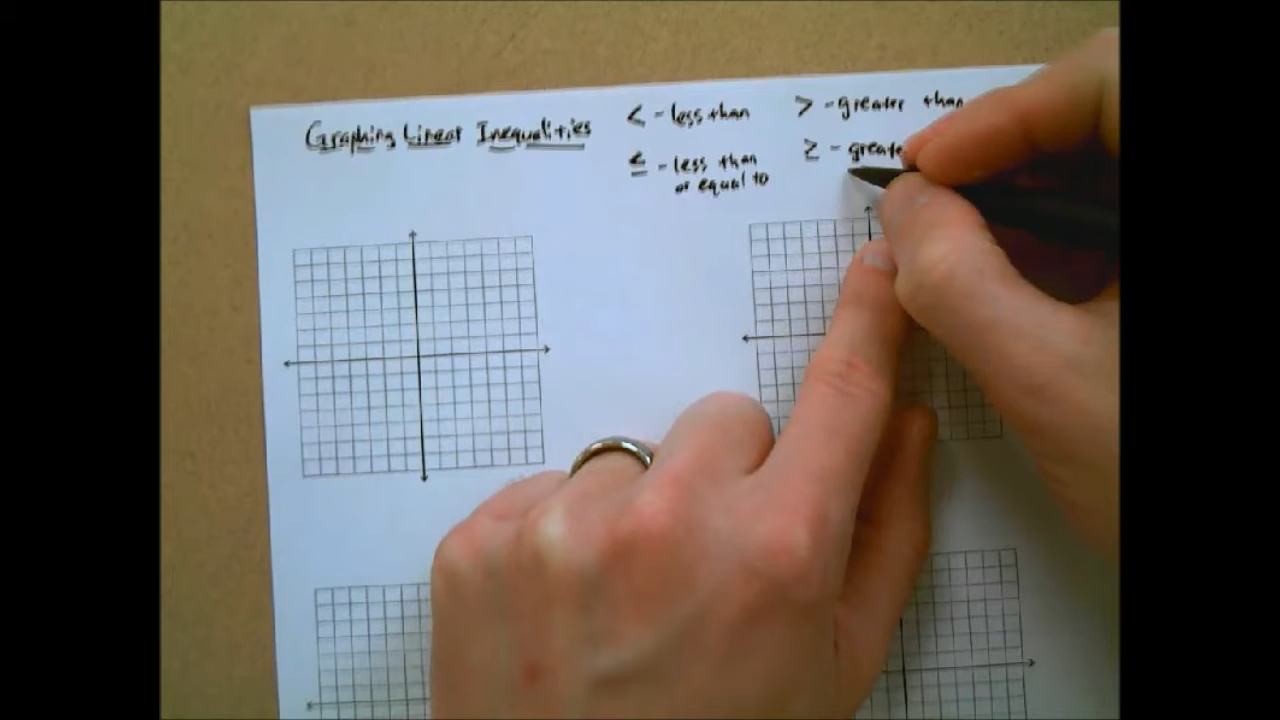 Graphing Linear Inequalities
< - less than
> - greater than
≤ - less than
or equal to
≥ - greate